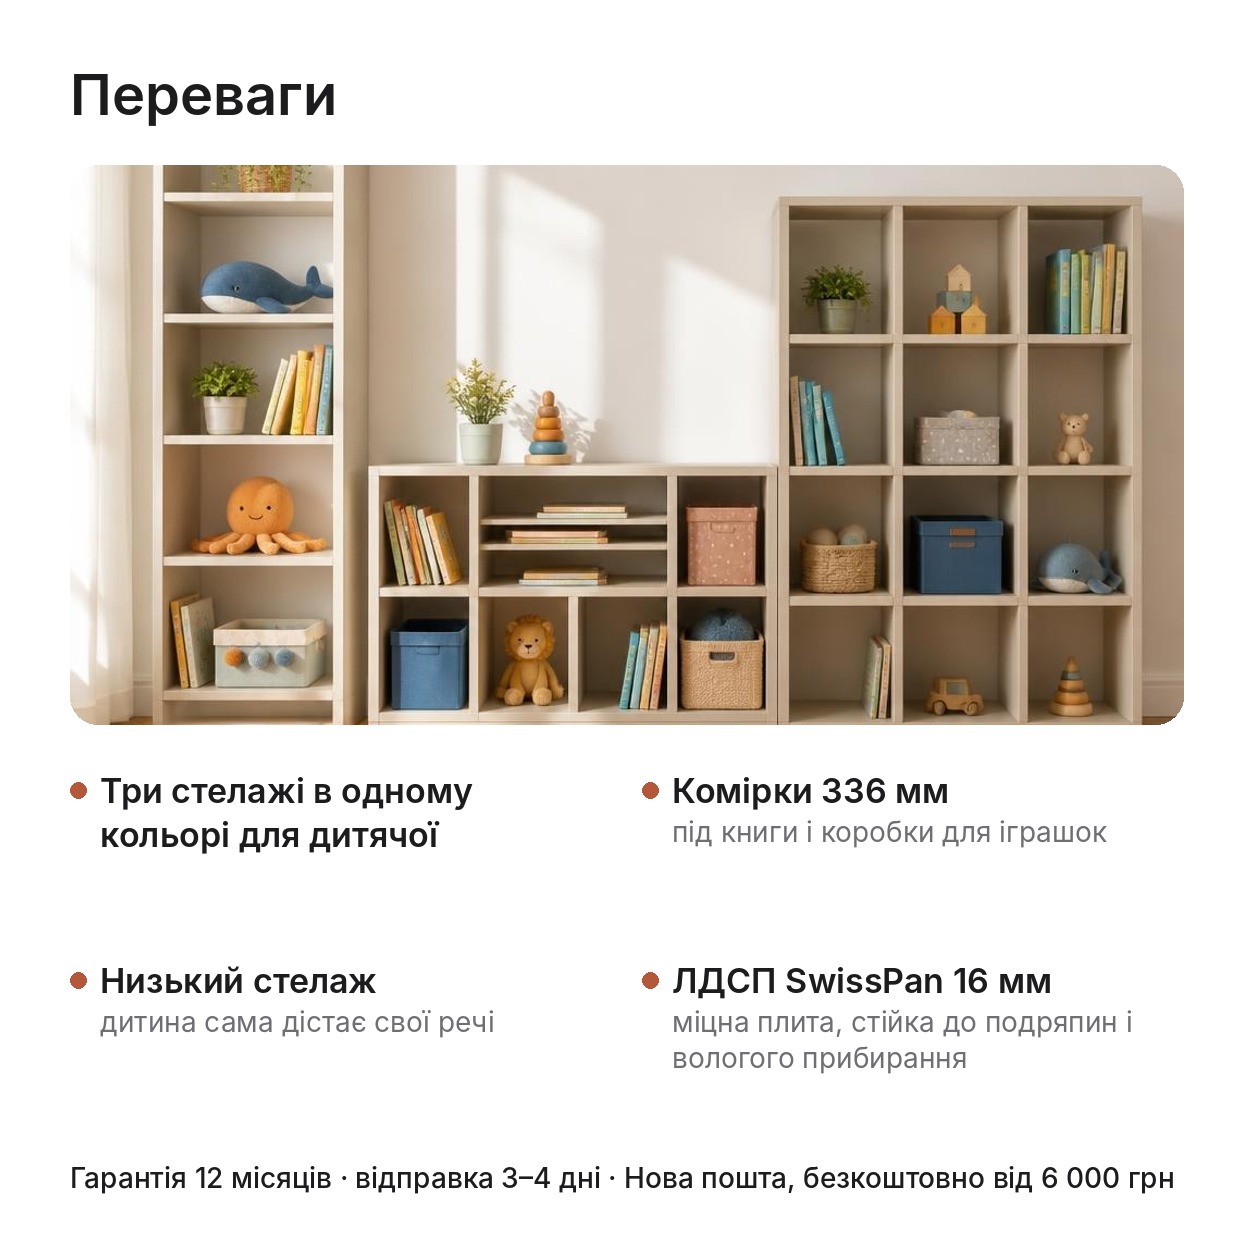 Переваги
Три стелажі в одному
кольорі для дитячої
Комірки 336 мм
під книги і коробки для іграшок
Низький стелаж
дитина сама дістає свої речі
ЛДСП SwissPan 16 мм
міцна плита, стійка до подряпин і
вологого прибирання
Гарантія 12 місяців · відправка 3–4 дні · Нова пошта, безкоштовно від 6 000 грн